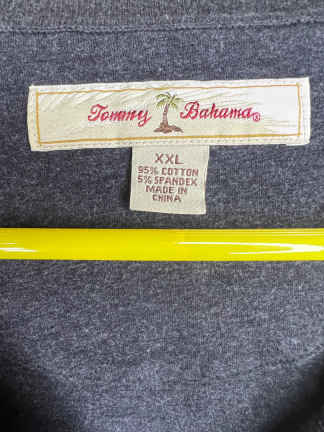 Tommy Bahama®
XXL
95% COTTON
5% SPANDEX
MADE IN
CHINA